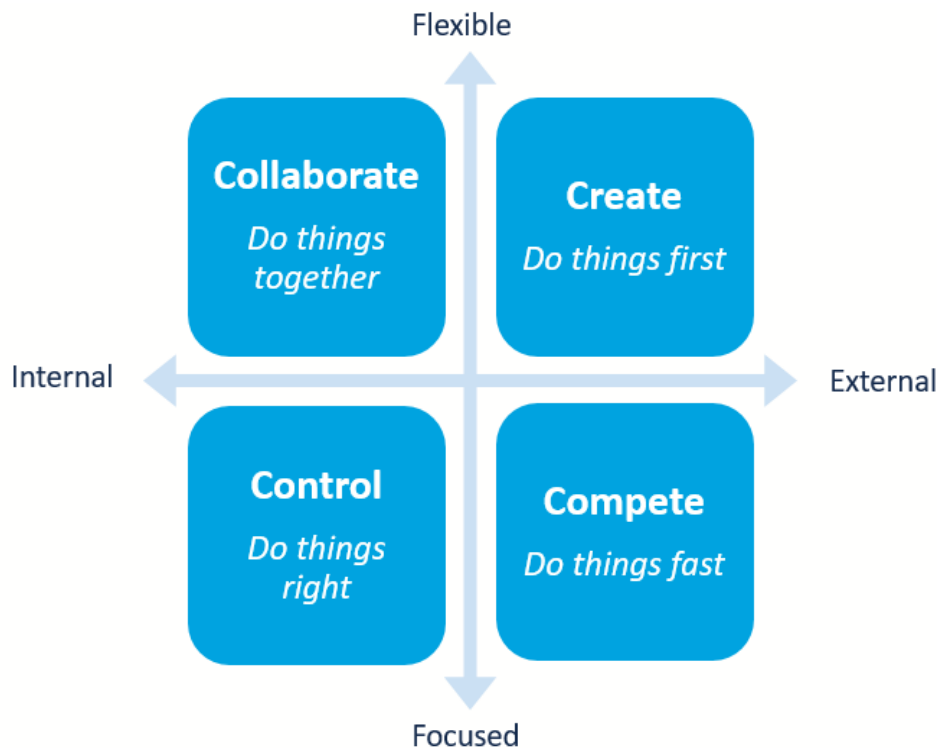 Flexible
Collaborate
Do things
together
Create
Do things first
Internal
External
Control
Do things
right
Compete
Do things fast
Focused